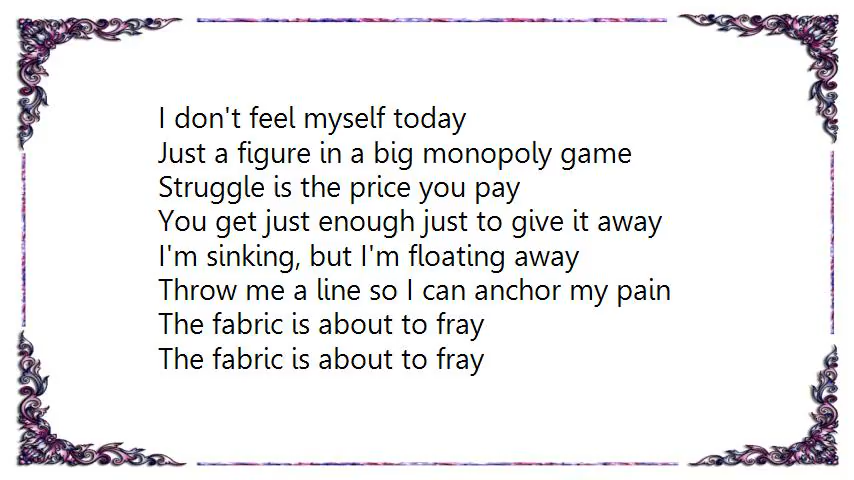 I don't feel myself today
Just a figure in a big monopoly game
Struggle is the price you pay
You get just enough just to give it away
I'm sinking, but I'm floating away
Throw me a line so I can anchor my pain
The fabric is about to fray
The fabric is about to fray